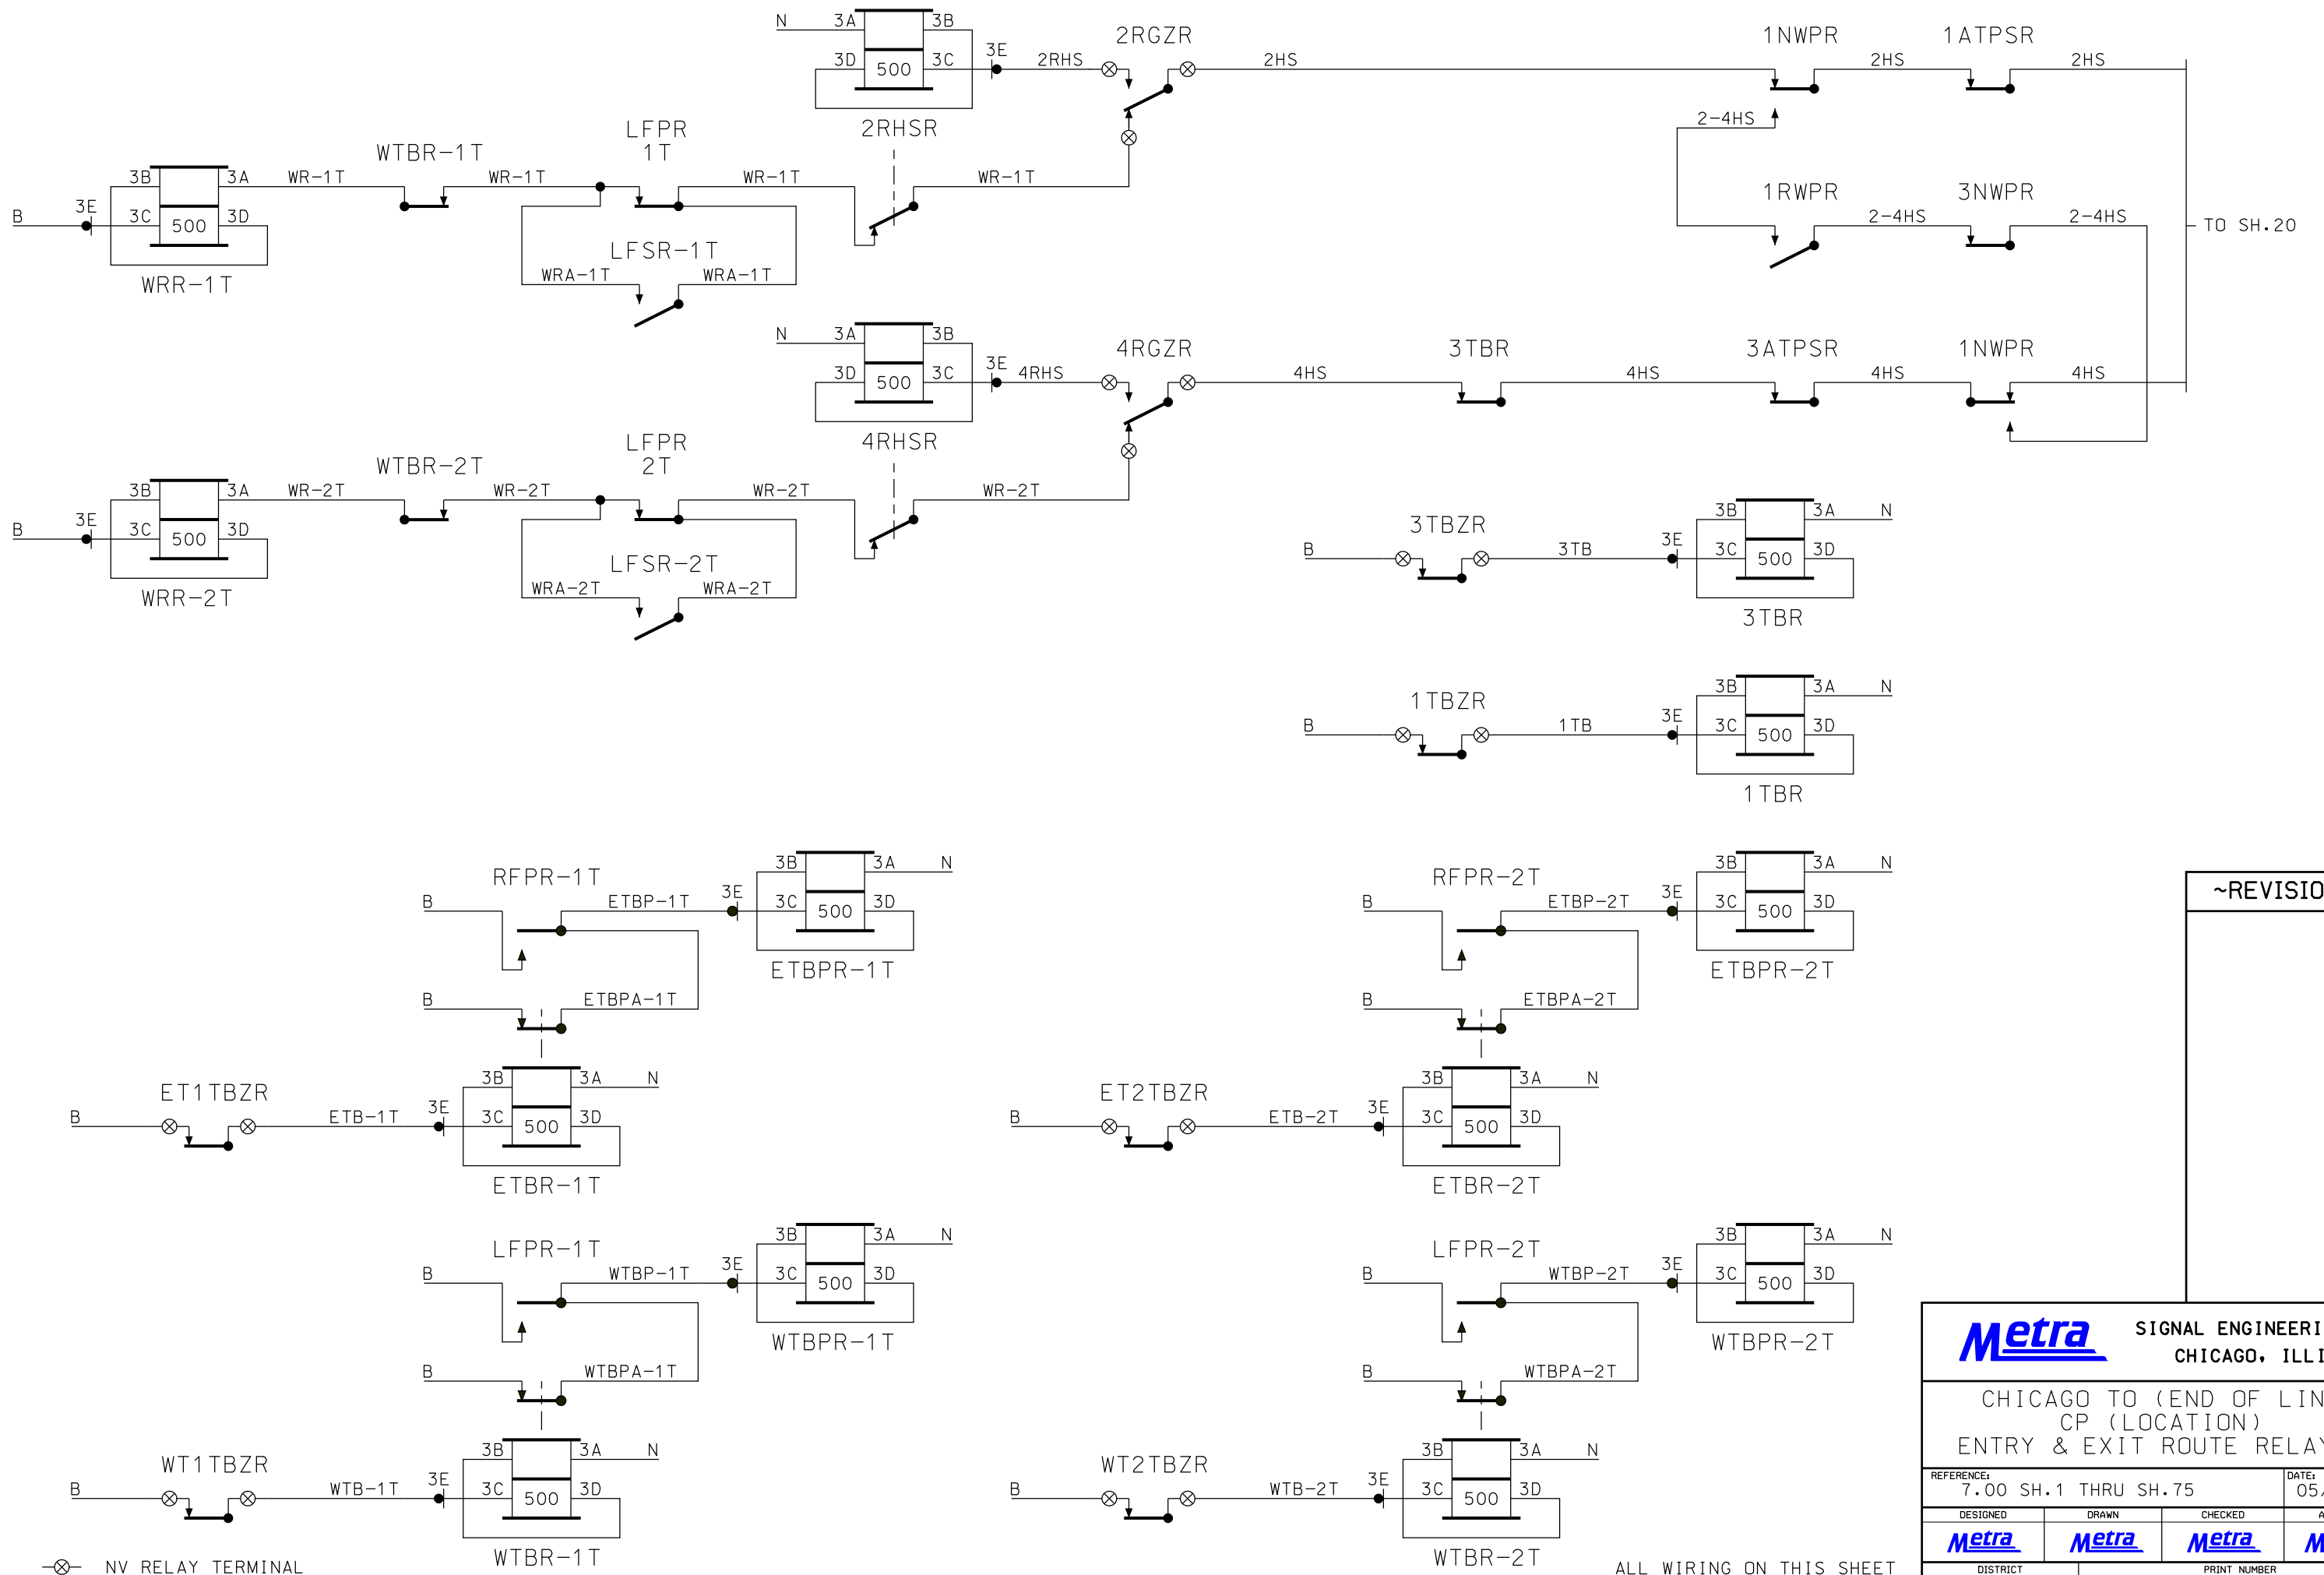 N 3A 3B
3D 500 3C 3E 2RHS 2RGZR 2HS 1NWPR 2HS 1ATPSR 2HS
2RHSR
2-4HS
B 3E 3B 3A WR-1T WTBR-1T WR-1T LFPR
1T WR-1T WR-1T
3C 500 3D
WRR-1T
LFSR-1T
WRA-1T WRA-1T
1RWPR 2-4HS 3NWPR 2-4HS TO SH.20
N 3A 3B
3D 500 3C 3E 4RHS 4RGZR 4HS 3TBR 4HS 3ATPSR 4HS 1NWPR 4HS
4RHSR
B 3E 3B 3A WR-2T WTBR-2T WR-2T LFPR
2T WR-2T WR-2T
3C 500 3D
WRR-2T
LFSR-2T
WRA-2T WRA-2T
3B 3A N
B 3TBZR 3TB 3E 3C 500 3D
3TBR
3B 3A N
B 1TBZR 1TB 3E 3C 500 3D
1TBR
3B 3A N
B RFPR-1T ETBP-1T 3E 3C 500 3D
ETBPR-1T
B ETBPA-1T
3B 3A N
B ET1TBZR ETB-1T 3E 3C 500 3D
ETBR-1T
3B 3A N
B RFPR-2T ETBP-2T 3E 3C 500 3D
ETBPR-2T
B ETBPA-2T
3B 3A N
B ET2TBZR ETB-2T 3E 3C 500 3D
ETBR-2T
3B 3A N
B LFPR-1T WTBP-1T 3E 3C 500 3D
WTBPR-1T
B WTBPA-1T
3B 3A N
B WT1TBZR WTB-1T 3E 3C 500 3D
WTBR-1T
3B 3A N
B LFPR-2T WTBP-2T 3E 3C 500 3D
WTBPR-2T
B WTBPA-2T
3B 3A N
B WT2TBZR WTB-2T 3E 3C 500 3D
WTBR-2T
NV RELAY TERMINAL
ALL WIRING ON THIS SHEET
~REVISIO
Metra SIGNAL ENGINEERI
CHICAGO, ILLI
CHICAGO TO (END OF LIN
CP (LOCATION)
ENTRY & EXIT ROUTE RELAY
REFERENCE: DATE:
7.00 SH.1 THRU SH.75 05/
DESIGNED DRAWN CHECKED A
Metra Metra Metra M
DISTRICT PRINT NUMBER